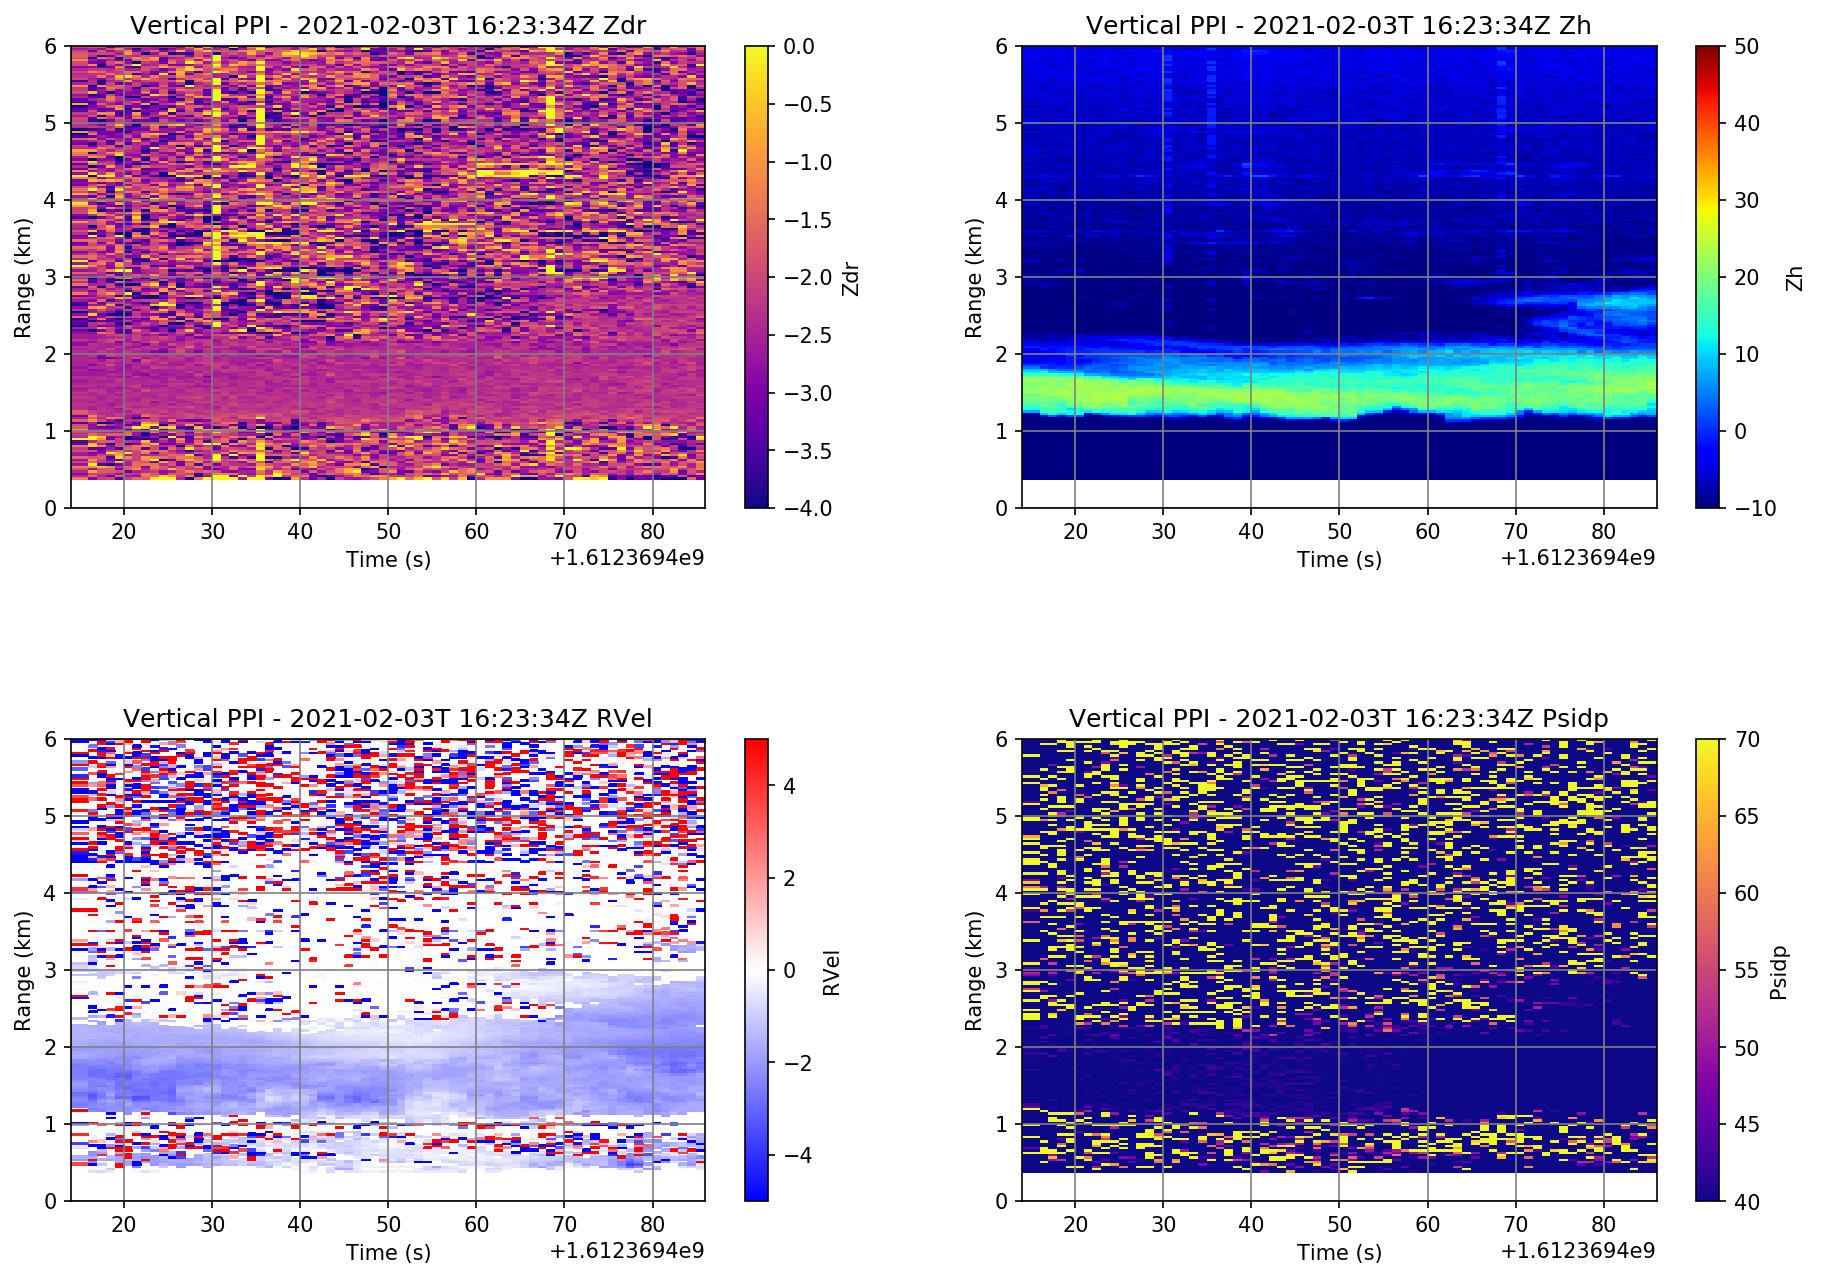 Vertical PPI - 2021-02-03T 16:23:34Z Zdr
6
5
4
3
2
1
0
Range (km)
20 30 40 50 60 70 80
Time (s)
+1.6123694e9
0.0
−0.5
−1.0
−1.5
−2.0
−2.5
−3.0
−3.5
−4.0
Zdr
Vertical PPI - 2021-02-03T 16:23:34Z Zh
6
5
4
3
2
1
0
Range (km)
20 30 40 50 60 70 80
Time (s)
+1.6123694e9
50
40
30
20
10
0
−10
Zh
Vertical PPI - 2021-02-03T 16:23:34Z RVel
6
5
4
3
2
1
0
Range (km)
20 30 40 50 60 70 80
Time (s)
+1.6123694e9
4
2
0
−2
−4
RVel
Vertical PPI - 2021-02-03T 16:23:34Z Psidp
6
5
4
3
2
1
0
Range (km)
20 30 40 50 60 70 80
Time (s)
+1.6123694e9
70
65
60
55
50
45
40
Psidp